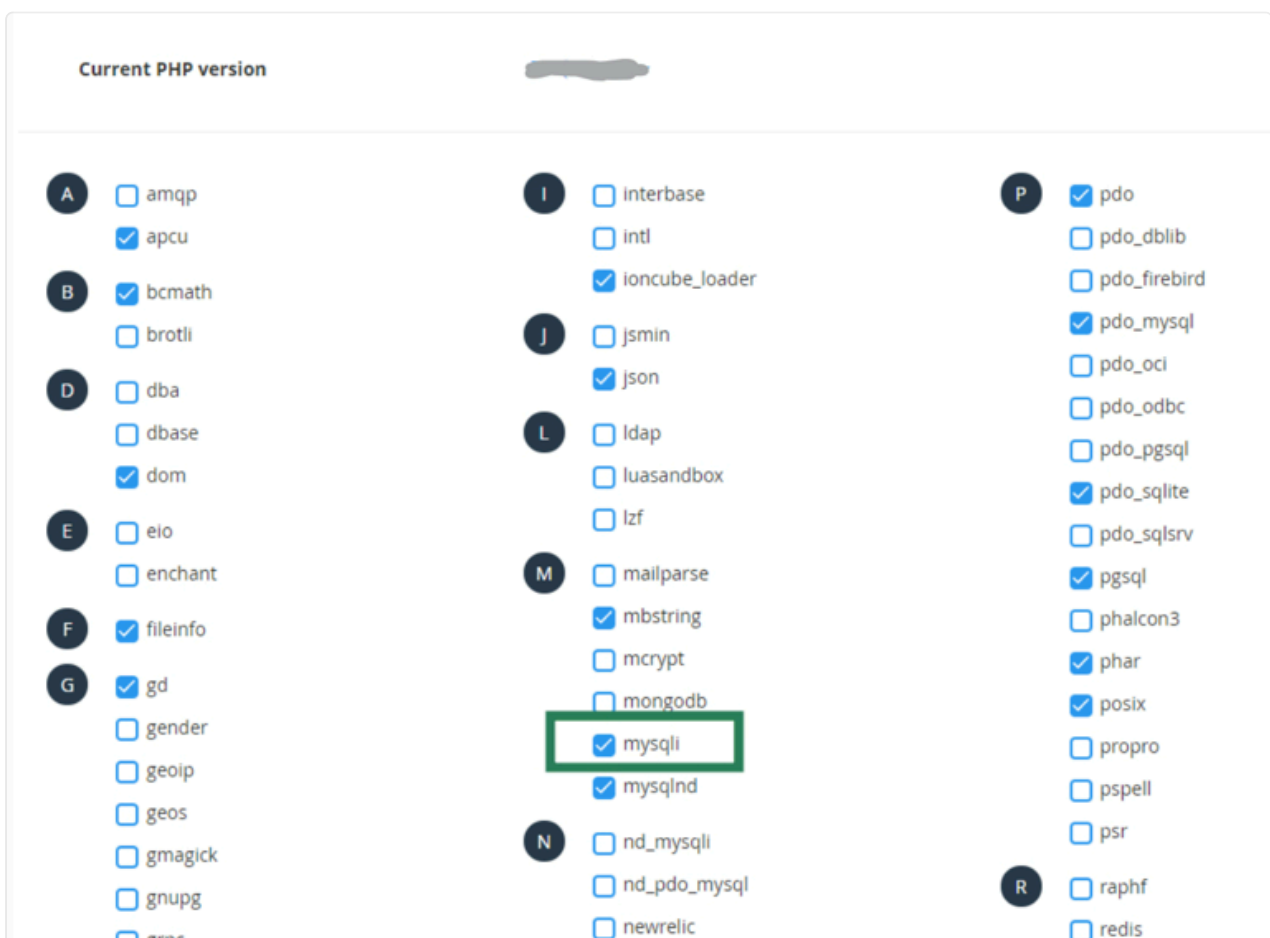 Current PHP version
A
amqp
apcu
B
bcmath
brotli
D
dba
dbase
dom
E
eio
enchant
F
fileinfo
G
gd
gender
geoip
geos
gmagick
gnupg
I
interbase
intl
ioncube_loader
J
jsmin
json
L
ldap
luasandbox
lzf
M
mailparse
mbstring
mcrypt
mongodb
mysqli
mysqlnd
N
nd_mysqli
nd_pdo_mysql
newrelic
P
pdo
pdo_dblib
pdo_firebird
pdo_mysql
pdo_oci
pdo_odbc
pdo_pgsql
pdo_sqlite
pdo_sqlsrv
pgsql
phalcon3
phar
posix
propro
pspell
psr
R
raphf
redis